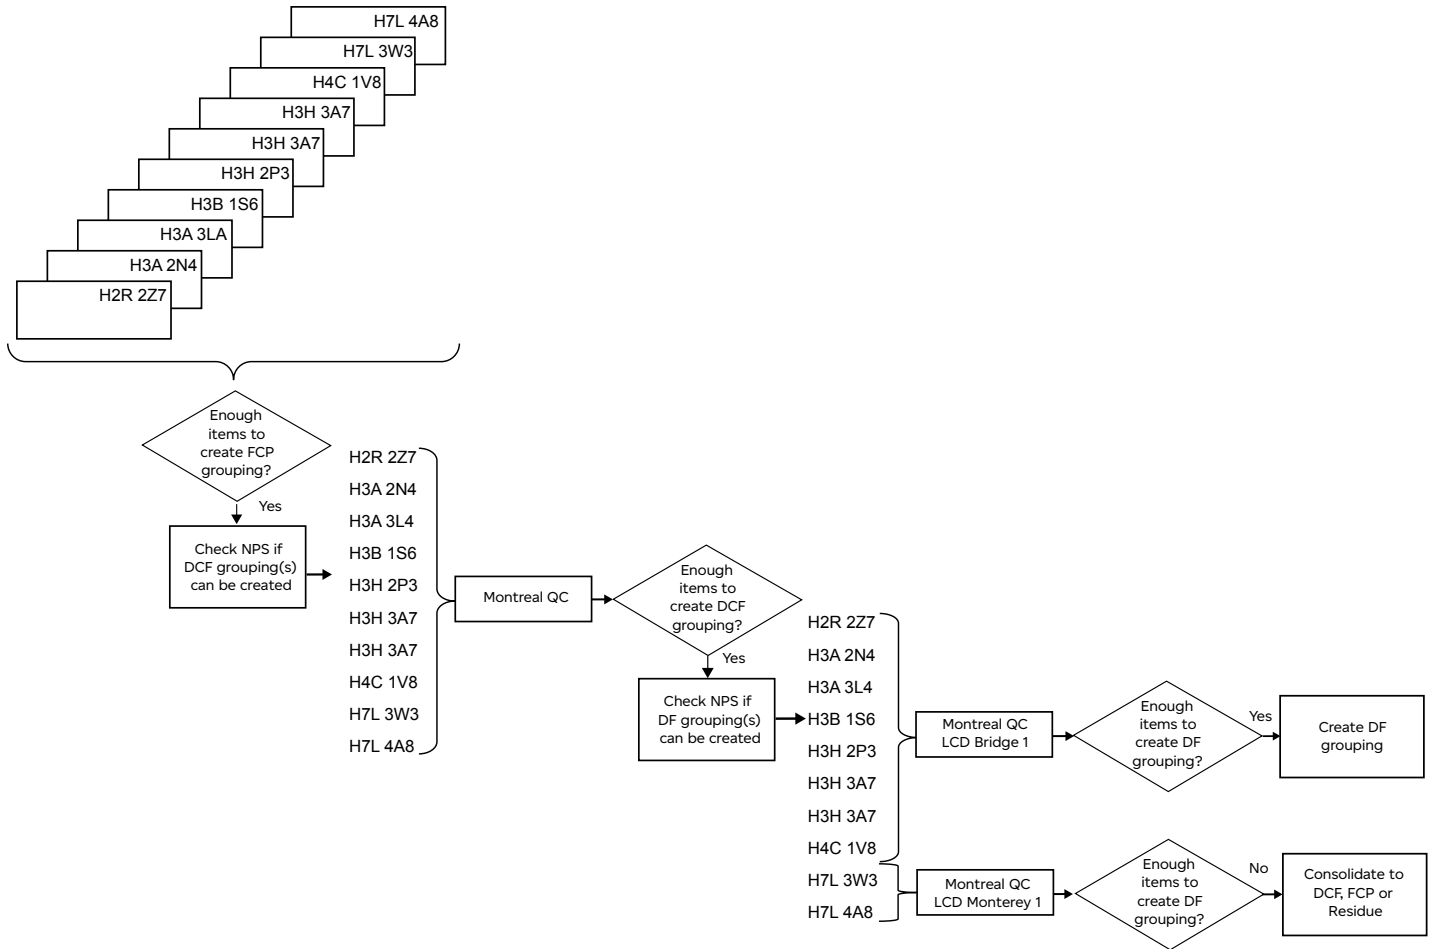 H7L 4A8
H7L 3W3
H4C 1V8
H3H 3A7
H3H 3A7
H3H 2P3
H3B 1S6
H3A 3LA
H3A 2N4
H2R 2Z7
Enough
items to
create FCP
grouping?
Yes
Check NPS if
DCF grouping(s)
can be created
H2R 2Z7
H3A 2N4
H3A 3L4
H3B 1S6
H3H 2P3
H3H 3A7
H3H 3A7
H4C 1V8
H7L 3W3
H7L 4A8
Montreal QC
Enough
items to
create DCF
grouping?
Yes
Check NPS if
DF grouping(s)
can be created
H2R 2Z7
H3A 2N4
H3A 3L4
H3B 1S6
H3H 2P3
H3H 3A7
H3H 3A7
H4C 1V8
H7L 3W3
H7L 4A8
Montreal QC
LCD Bridge 1
Enough
items to
create DF
grouping?
Yes
Create DF
grouping
Montreal QC
LCD Monterey 1
Enough
items to
create DF
grouping?
No
Consolidate to
DCF, FCP or
Residue